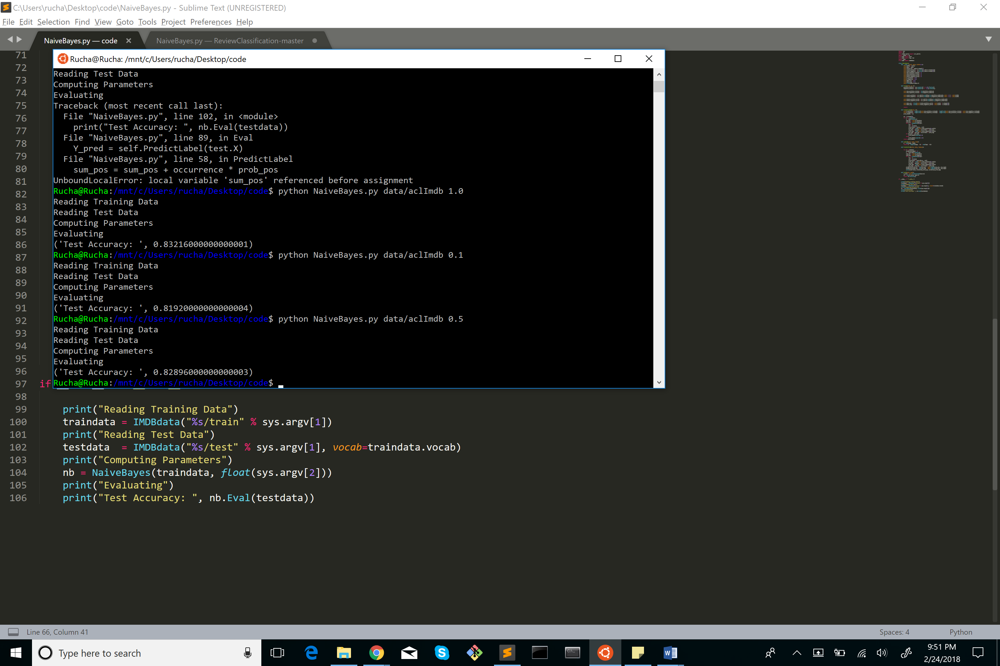 C:\Users\rucha\Desktop\code\NaiveBayes.py - Sublime Text (UNREGISTERED)
File Edit Selection Find View Goto Tools Project Preferences Help
NaiveBayes.py — code
NaiveBayes.py — ReviewClassification-master
Rucha@Rucha: /mnt/c/Users/rucha/Desktop/code
Reading Test Data
Computing Parameters
Evaluating
Traceback (most recent call last):
  File "NaiveBayes.py", line 102, in <module>
    print("Test Accuracy: ", nb.Eval(testdata))
  File "NaiveBayes.py", line 89, in Eval
    Y_pred = self.PredictLabel(test.X)
  File "NaiveBayes.py", line 58, in PredictLabel
    sum_pos = sum_pos + occurrence * prob_pos
UnboundLocalError: local variable 'sum_pos' referenced before assignment
Rucha@Rucha:/mnt/c/Users/rucha/Desktop/code$ python NaiveBayes.py data/aclImdb 1.0
Reading Training Data
Reading Test Data
Computing Parameters
Evaluating
('Test Accuracy: ', 0.83216000000000001)
Rucha@Rucha:/mnt/c/Users/rucha/Desktop/code$ python NaiveBayes.py data/aclImdb 0.1
Reading Training Data
Reading Test Data
Computing Parameters
Evaluating
('Test Accuracy: ', 0.81920000000000004)
Rucha@Rucha:/mnt/c/Users/rucha/Desktop/code$ python NaiveBayes.py data/aclImdb 0.5
Reading Training Data
Reading Test Data
Computing Parameters
Evaluating
('Test Accuracy: ', 0.82896000000000003)
Rucha@Rucha:/mnt/c/Users/rucha/Desktop/code$
71
72
73
74
75
76
77
78
79
80
81
82
83
84
85
86
87
88
89
90
91
92
93
94
95
96
97 if
98
99 print("Reading Training Data")
100 traindata = IMDBdata("%s/train" % sys.argv[1])
101 print("Reading Test Data")
102 testdata  = IMDBdata("%s/test" % sys.argv[1], vocab=traindata.vocab)
103 print("Computing Parameters")
104 nb = NaiveBayes(traindata, float(sys.argv[2]))
105 print("Evaluating")
106 print("Test Accuracy: ", nb.Eval(testdata))
Line 66, Column 41
Spaces: 4
Python
Type here to search
9:51 PM
2/24/2018